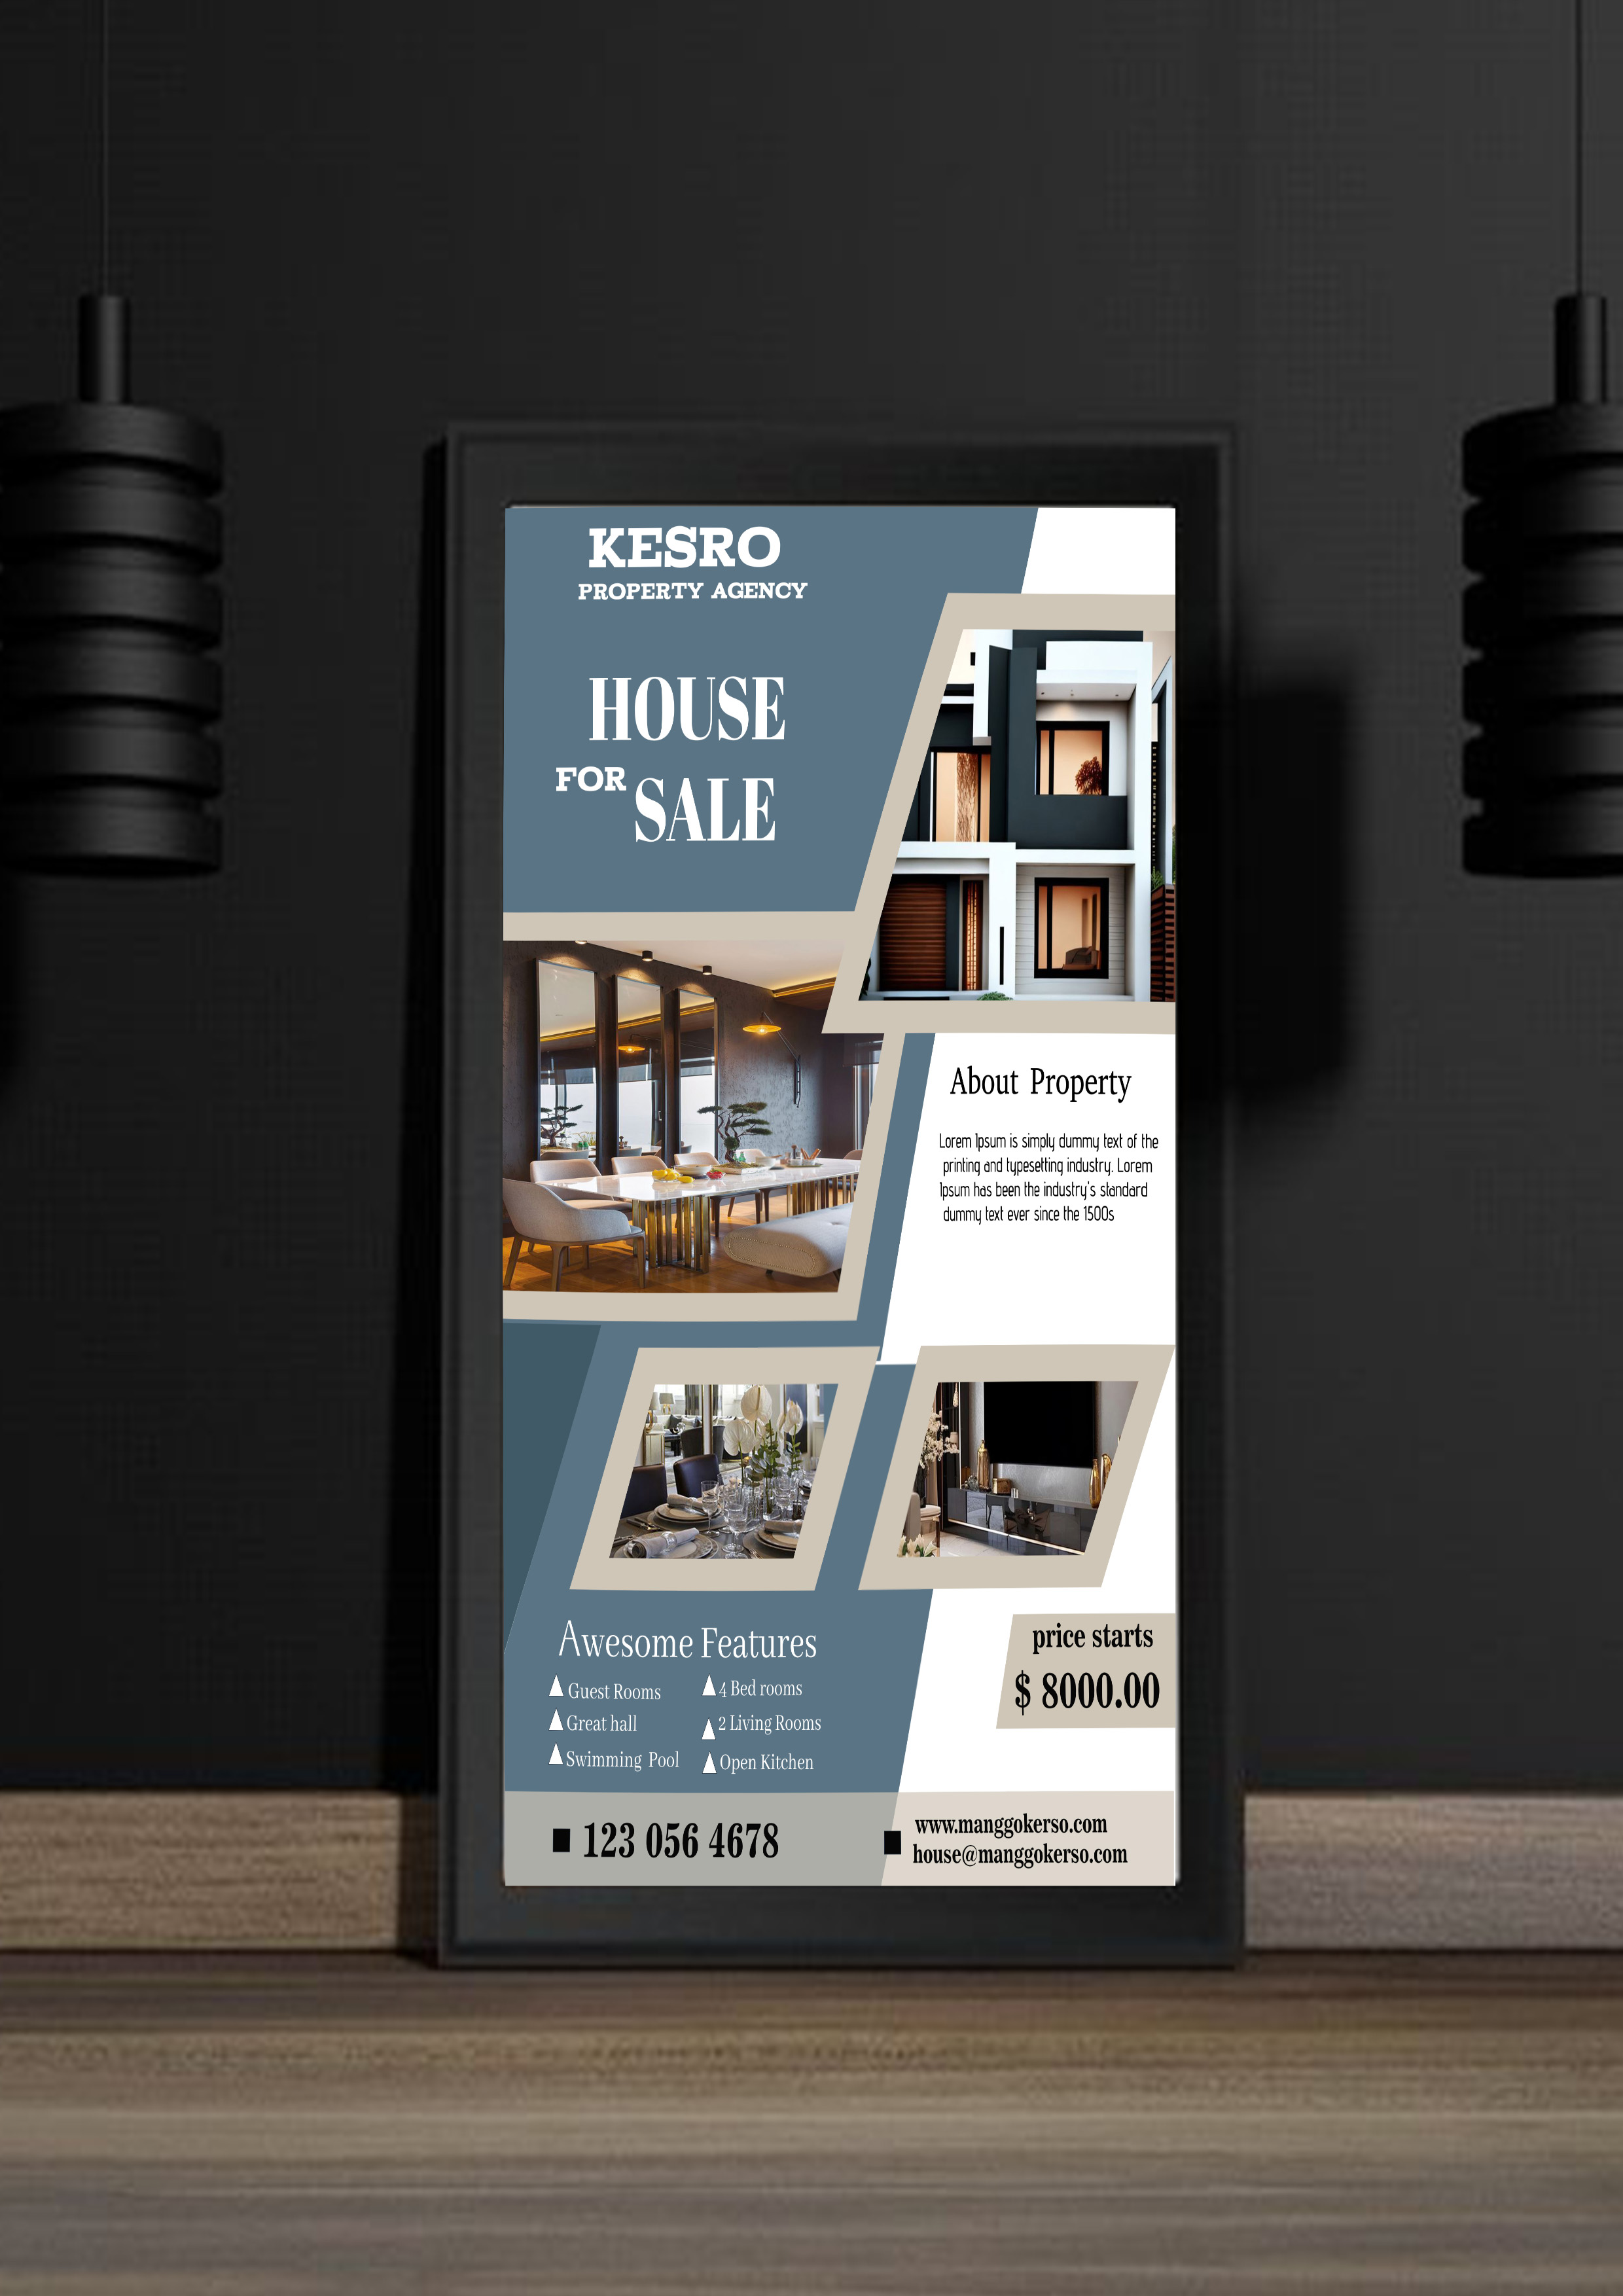 KESRO
PROPERTY AGENCY
HOUSE
FOR SALE
About Property
Lorem Ipsum is simply dummy text of the
printing and typesetting industry. Lorem
Ipsum has been the industry's standard
dummy text ever since the 1500s
Awesome Features
Guest Rooms
Great hall
Swimming Pool
4 Bed rooms
2 Living Rooms
Open Kitchen
price starts
$ 8000.00
123 056 4678
www.manggokerso.com
house@manggokerso.com